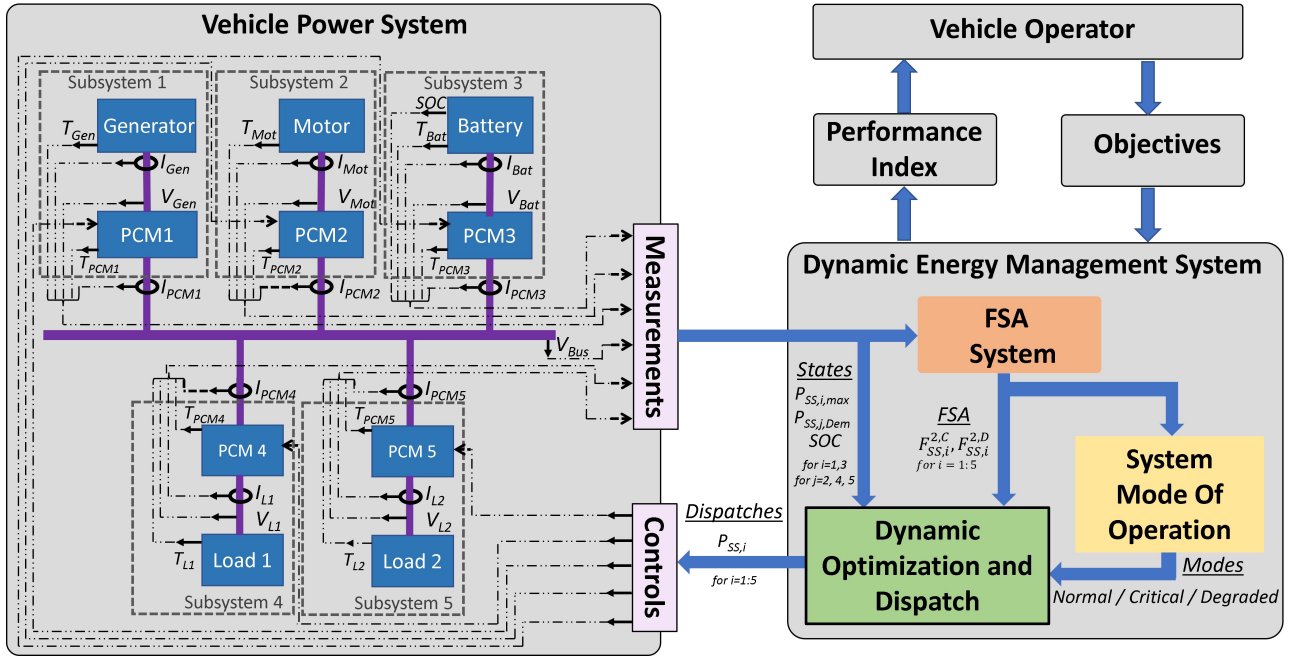 Vehicle Power System
Subsystem 1
Generator
T_Gen
I_Gen
V_Gen
PCM1
T_PCM1
I_PCM1
Subsystem 2
Motor
T_Mot
I_Mot
V_Mot
PCM2
T_PCM2
I_PCM2
Subsystem 3
SOC
Battery
T_Bat
I_Bat
V_Bat
PCM3
T_PCM3
I_PCM3
V_Bus
I_PCM4
T_PCM4
PCM 4
I_L1
V_L1
T_L1
Load 1
Subsystem 4
I_PCM5
T_PCM5
PCM 5
I_L2
V_L2
T_L2
Load 2
Subsystem 5
Measurements
Controls
Dispatches
P_SS,i
for i=1:5
Vehicle Operator
Performance
Index
Objectives
Dynamic Energy Management System
FSA
System
States
P_SS,i,max
P_SS,j,Dem
SOC
for i=1,3
for j=2, 4, 5
FSA
F_SS,i^2,C, F_SS,i^2,D
for i = 1:5
System
Mode Of
Operation
Dynamic
Optimization and
Dispatch
Modes
Normal / Critical / Degraded